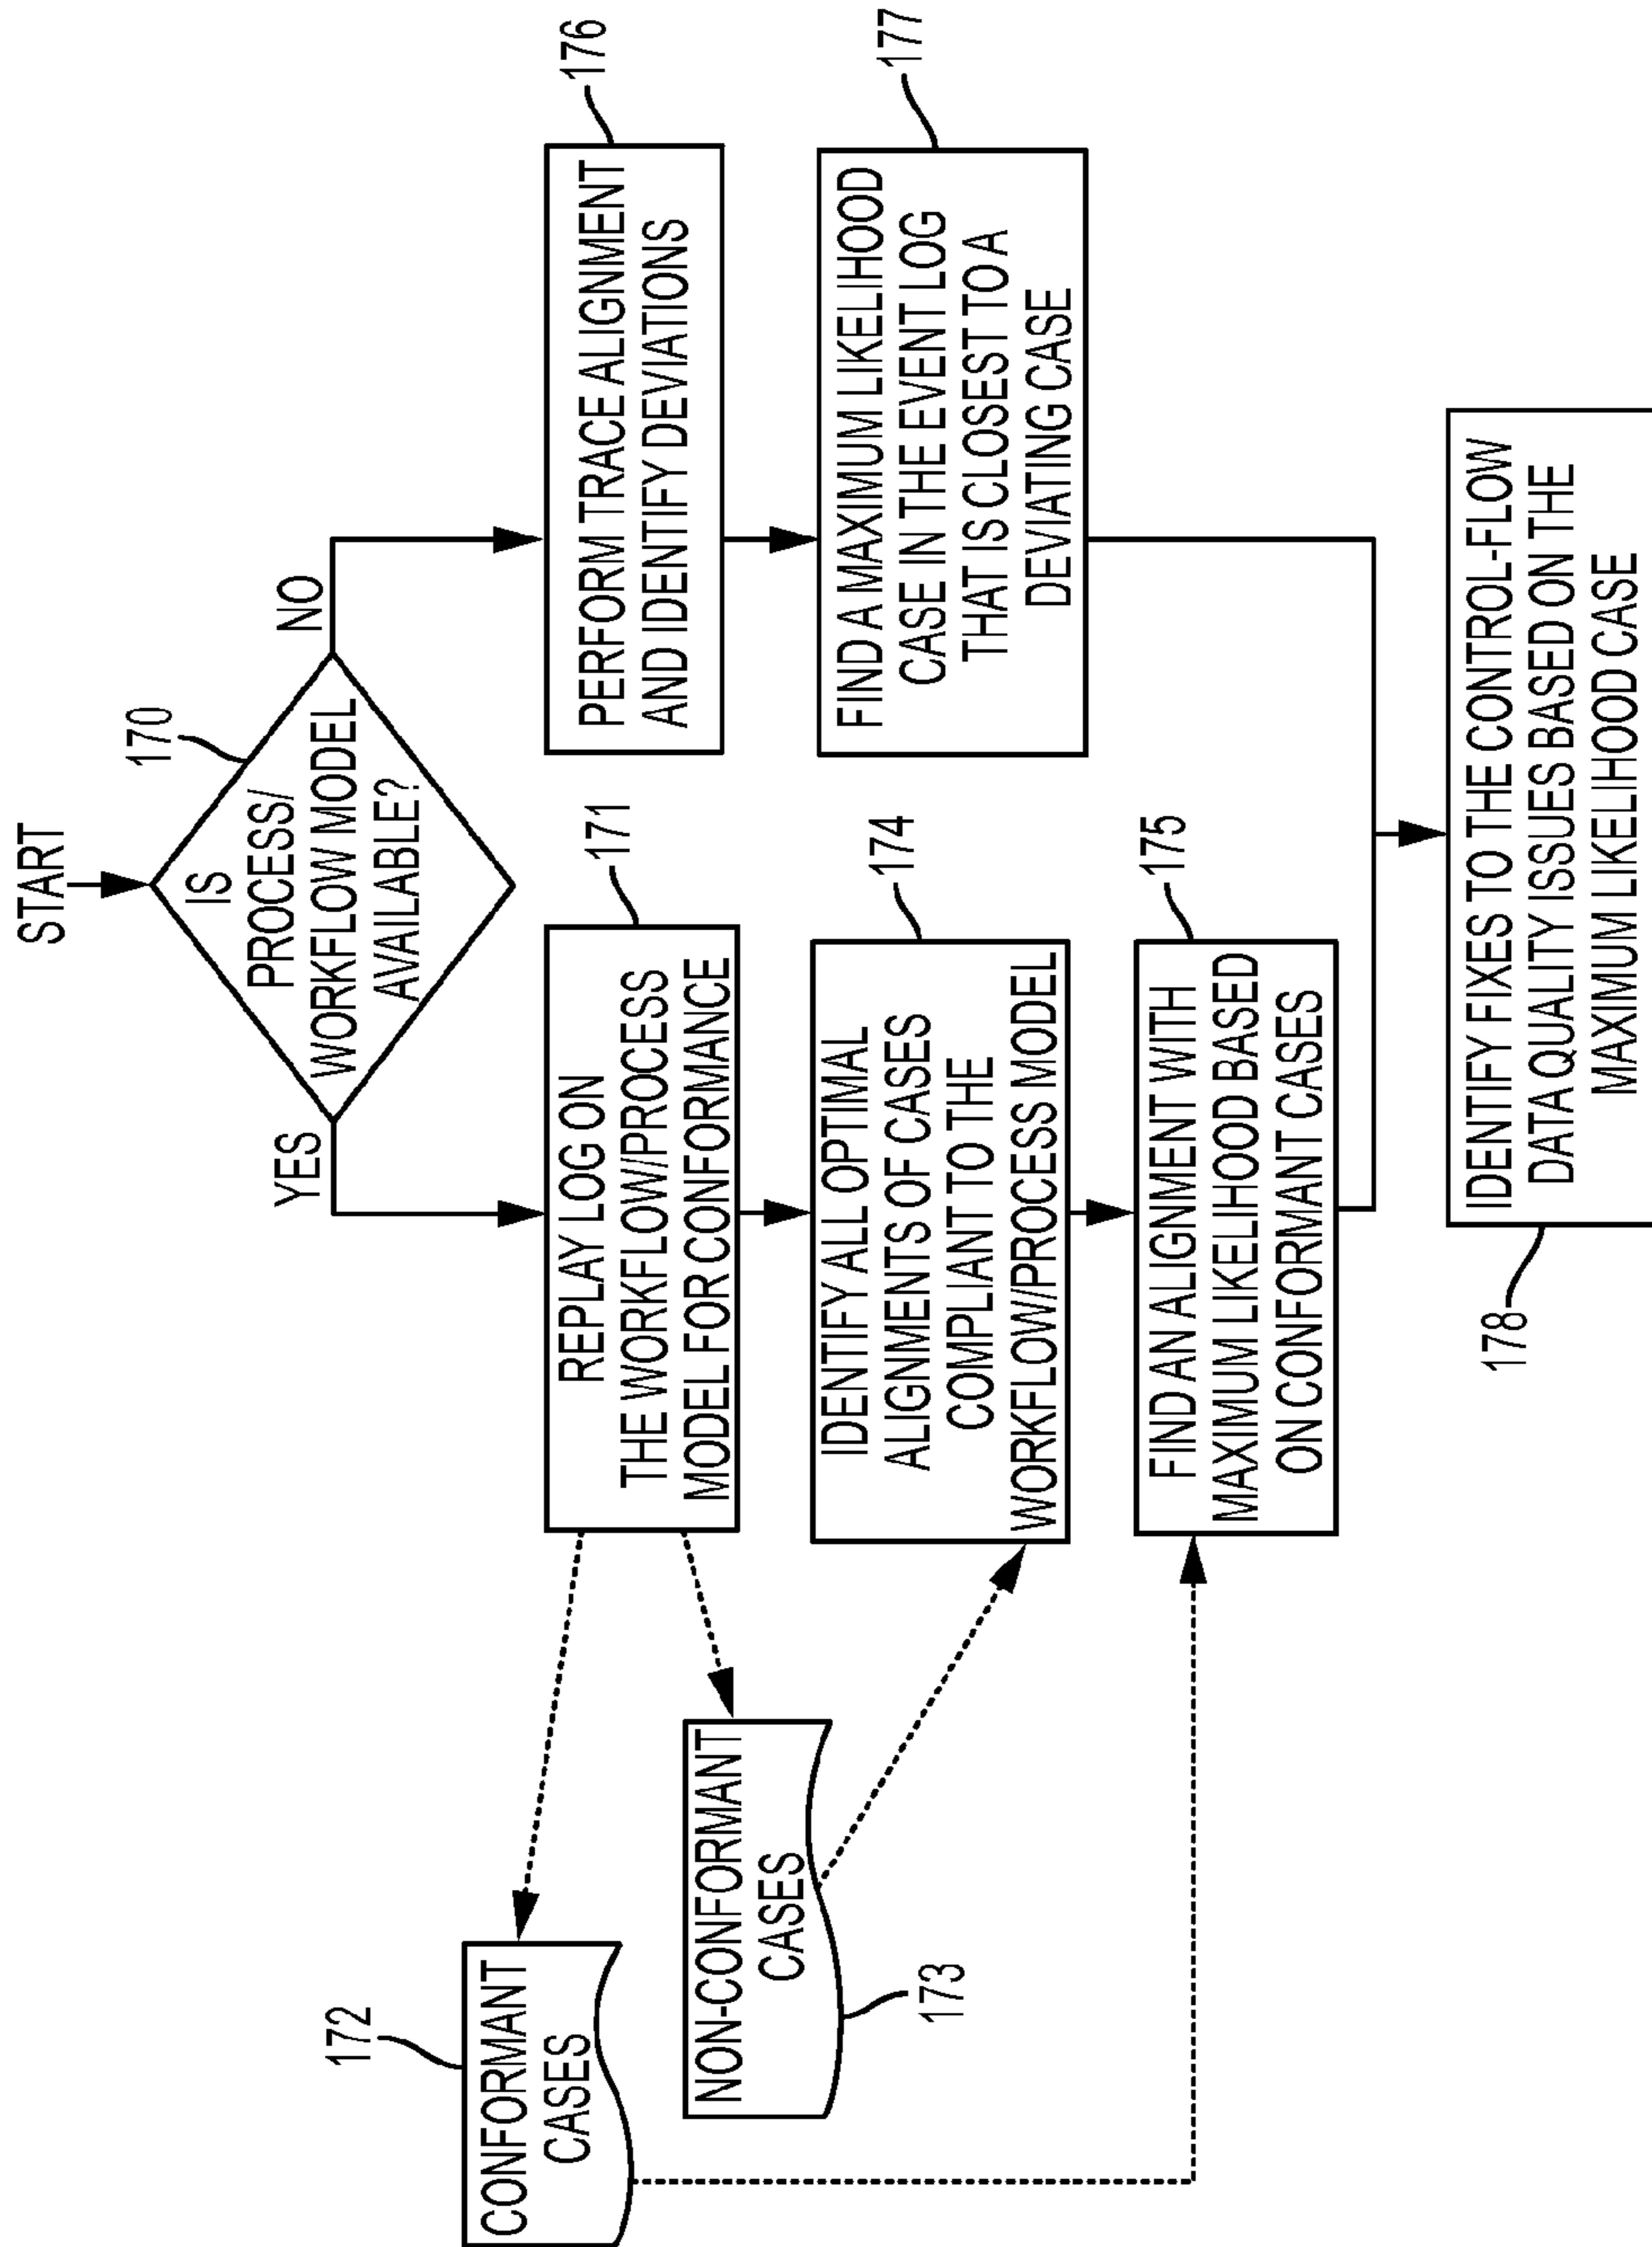 START
IS
PROCESS/
WORKFLOW MODEL
AVAILABLE?
170
YES
NO
REPLAY LOG ON
THE WORKFLOW/PROCESS
MODEL FOR CONFORMANCE
171
CONFORMANT
CASES
172
NON-CONFORMANT
CASES
173
IDENTIFY ALL OPTIMAL
ALIGNMENTS OF CASES
COMPLIANT TO THE
WORKFLOW/PROCESS MODEL
174
FIND AN ALIGNMENT WITH
MAXIMUM LIKELIHOOD BASED
ON CONFORMANT CASES
175
PERFORM TRACE ALIGNMENT
AND IDENTIFY DEVIATIONS
176
FIND A MAXIMUM LIKELIHOOD
CASE IN THE EVENT LOG
THAT IS CLOSEST TO A
DEVIATING CASE
177
IDENTIFY FIXES TO THE CONTROL-FLOW
DATA QUALITY ISSUES BASED ON THE
MAXIMUM LIKELIHOOD CASE
178